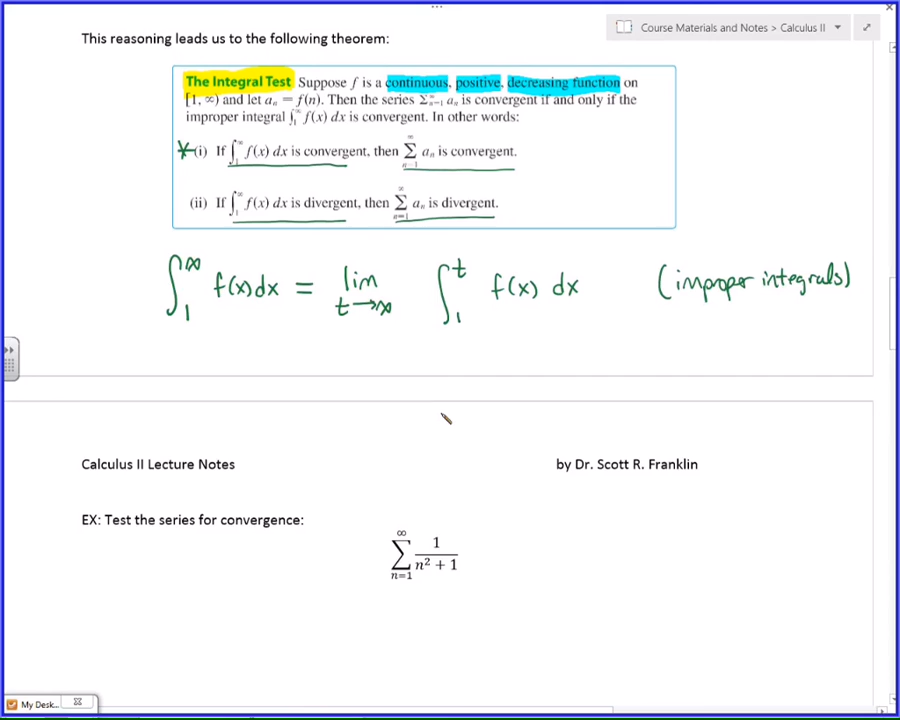 Course Materials and Notes > Calculus II
This reasoning leads us to the following theorem:
The Integral Test Suppose f is a continuous, positive, decreasing function on
[1, ∞) and let aₙ = f(n). Then the series Σₙ₌₁^∞ aₙ is convergent if and only if the
improper integral ∫₁^∞ f(x) dx is convergent. In other words:
(i) If ∫₁^∞ f(x) dx is convergent, then Σₙ₌₁^∞ aₙ is convergent.
(ii) If ∫₁^∞ f(x) dx is divergent, then Σₙ₌₁^∞ aₙ is divergent.
∫₁^∞ f(x)dx = lim t→∞ ∫₁^t f(x) dx (improper integrals)
Calculus II Lecture Notes by Dr. Scott R. Franklin
EX: Test the series for convergence:
∞ Σ n=1 1/(n² + 1)
My Desk...